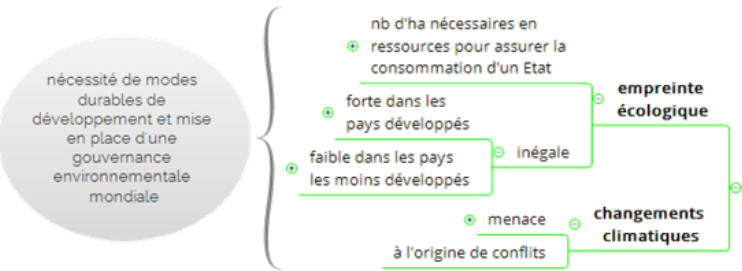 nécessité de modes
durables de
développement et mise
en place d'une
gouvernance
environnementale
mondiale
nb d'ha nécessaires en
ressources pour assurer la
consommation d'un Etat
forte dans les
pays développés
faible dans les pays
les moins développés
inégale
empreinte
écologique
menace
à l'origine de conflits
changements
climatiques